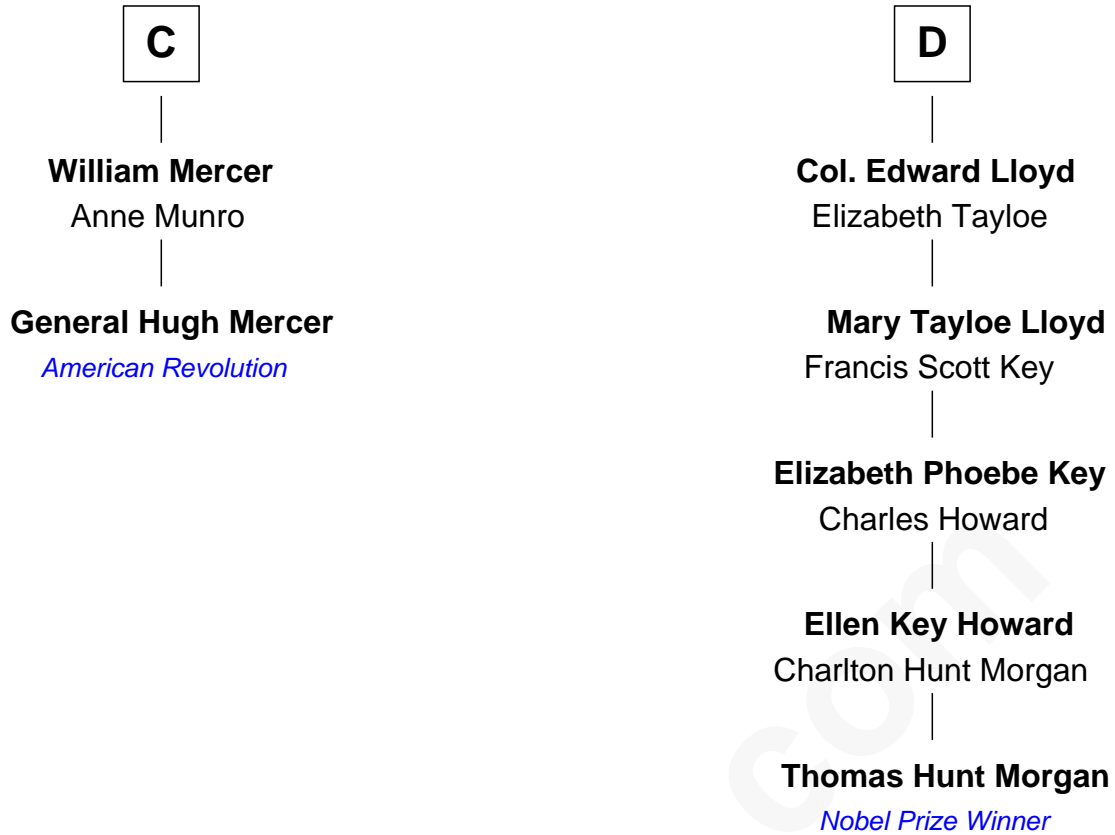 C
William Mercer
Anne Munro
General Hugh Mercer
American Revolution
D
Col. Edward Lloyd
Elizabeth Tayloe
Mary Tayloe Lloyd
Francis Scott Key
Elizabeth Phoebe Key
Charles Howard
Ellen Key Howard
Charlton Hunt Morgan
Thomas Hunt Morgan
Nobel Prize Winner
com